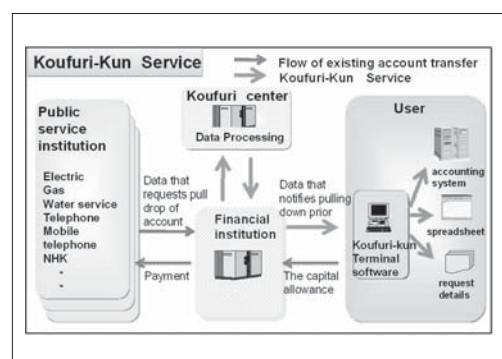 Koufuri-Kun Service
Flow of existing account transfer
Koufuri-Kun Service
Koufuri center
Data Processing
Public
service
institution
Electric
Gas
Water service
Telephone
Mobile
telephone
NHK
Data that
requests pull
drop of
account
Payment
Financial
institution
Data that
notifies pulling
down prior
The capital
allowance
User
Koufuri-kun
Terminal
software
accounting
system
spreadsheet
request
details